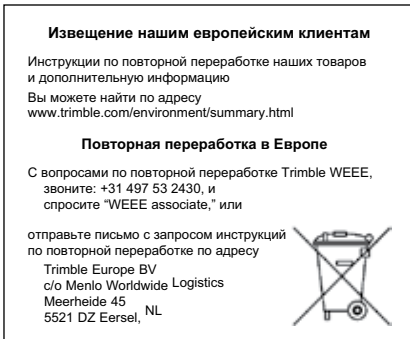 Извещение нашим европейским клиентам
Инструкции по повторной переработке наших товаров
и дополнительную информацию
Вы можете найти по адресу
www.trimble.com/environment/summary.html
Повторная переработка в Европе
С вопросами по повторной переработке Trimble WEEE,
звоните: +31 497 53 2430, и
спросите “WEEE associate,” или
отправьте письмо с запросом инструкций
по повторной переработке по адресу
Trimble Europe BV
c/o Menlo Worldwide Logistics
Meerheide 45
5521 DZ Eersel, NL